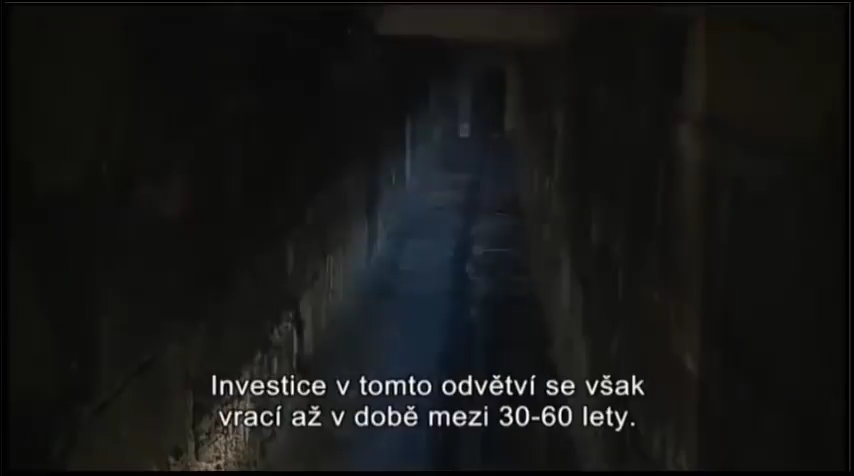 Investice v tomto odvětví se však
vrací až v době mezi 30-60 lety.